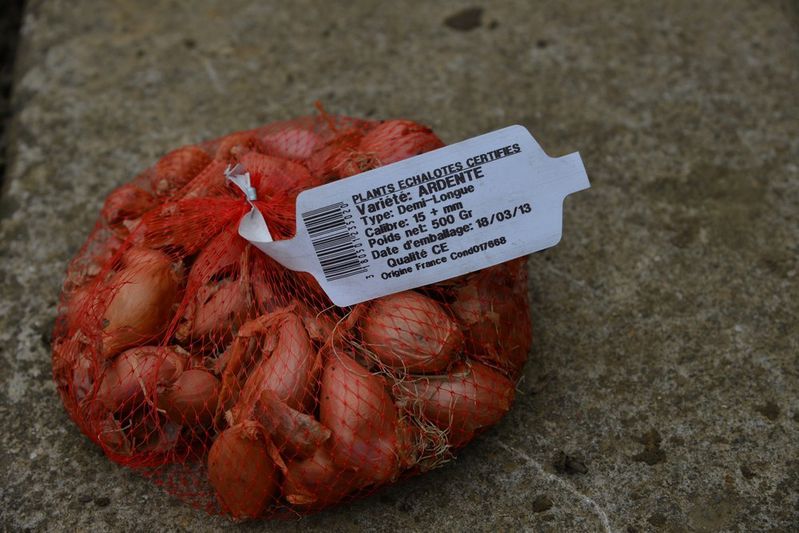 PLANTS ECHALOTES CERTIFIES
Variété: ARDENTE
Type: Demi-Longue
Calibre: 15 + mm
Poids net: 500 Gr
Date d'emballage: 18/03/13
Qualité CE
Origine France Cond017668